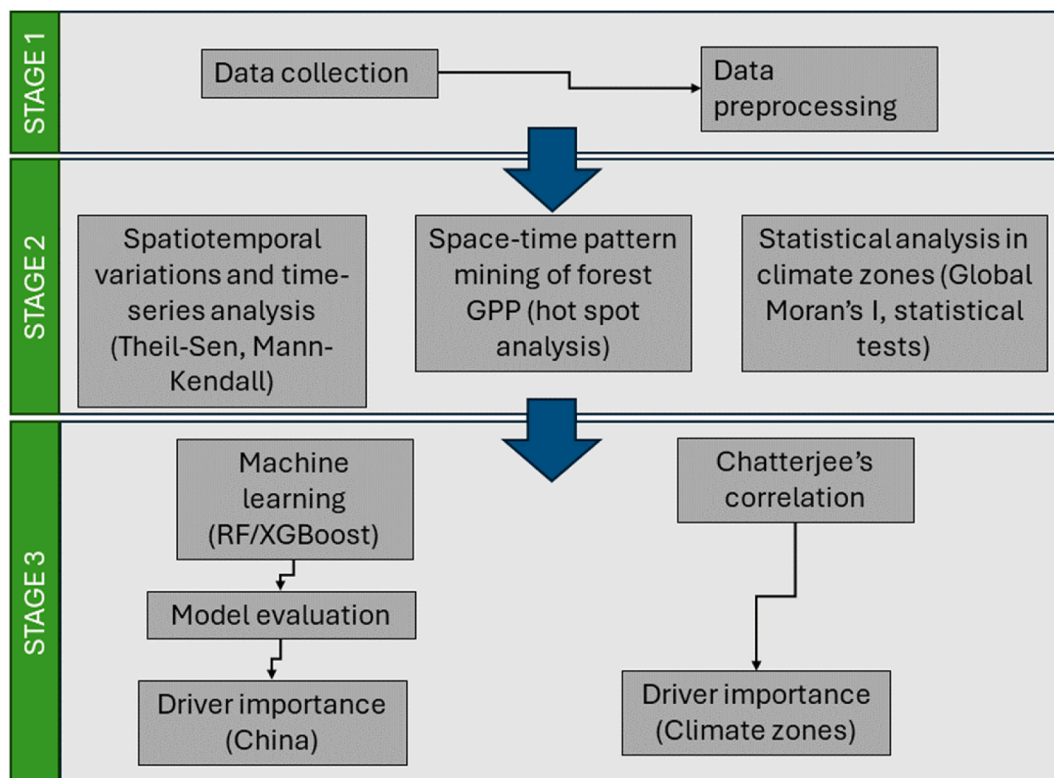 STAGE 1
Data collection
Data
preprocessing
STAGE 2
Spatiotemporal
variations and time-
series analysis
(Theil-Sen, Mann-
Kendall)
Space-time pattern
mining of forest
GPP (hot spot
analysis)
Statistical analysis in
climate zones (Global
Moran's I, statistical
tests)
STAGE 3
Machine
learning
(RF/XGBoost)
Model evaluation
Driver importance
(China)
Chatterjee's
correlation
Driver importance
(Climate zones)